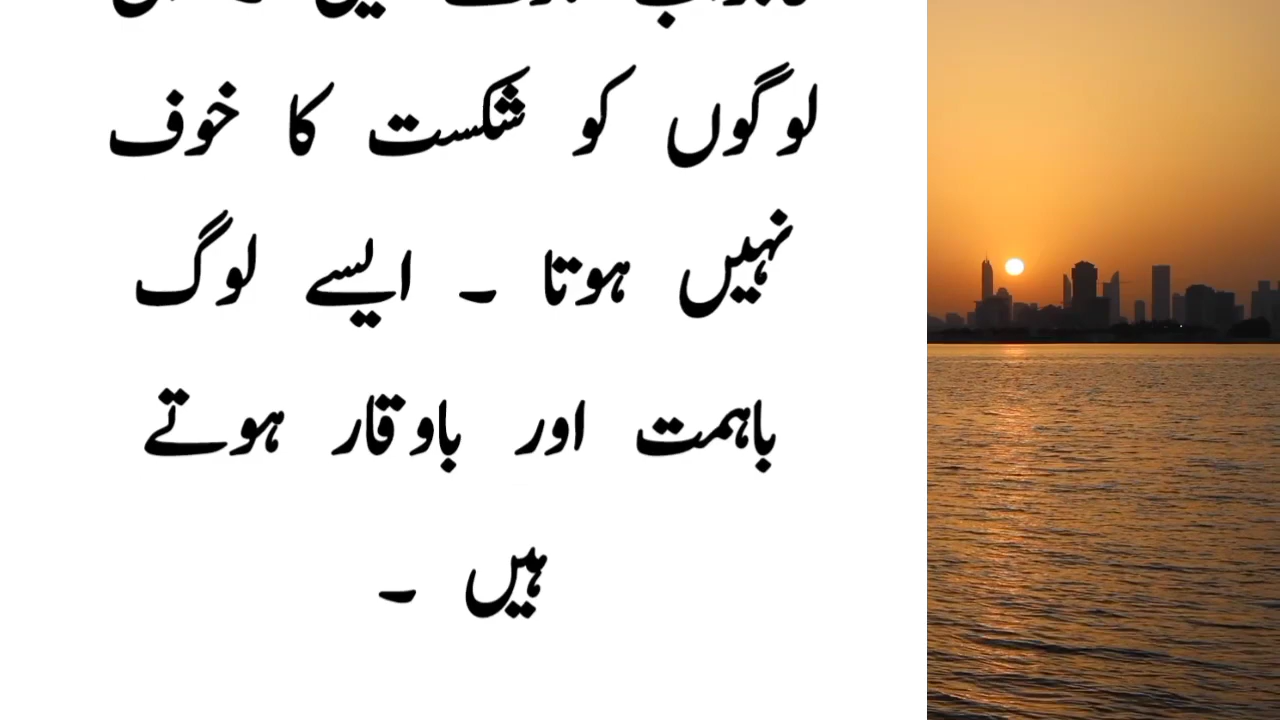 لوگوں کو شکست کا خوف
نہیں ہوتا ۔ ایسے لوگ
باہمت اور باوقار ہوتے
ہیں ۔